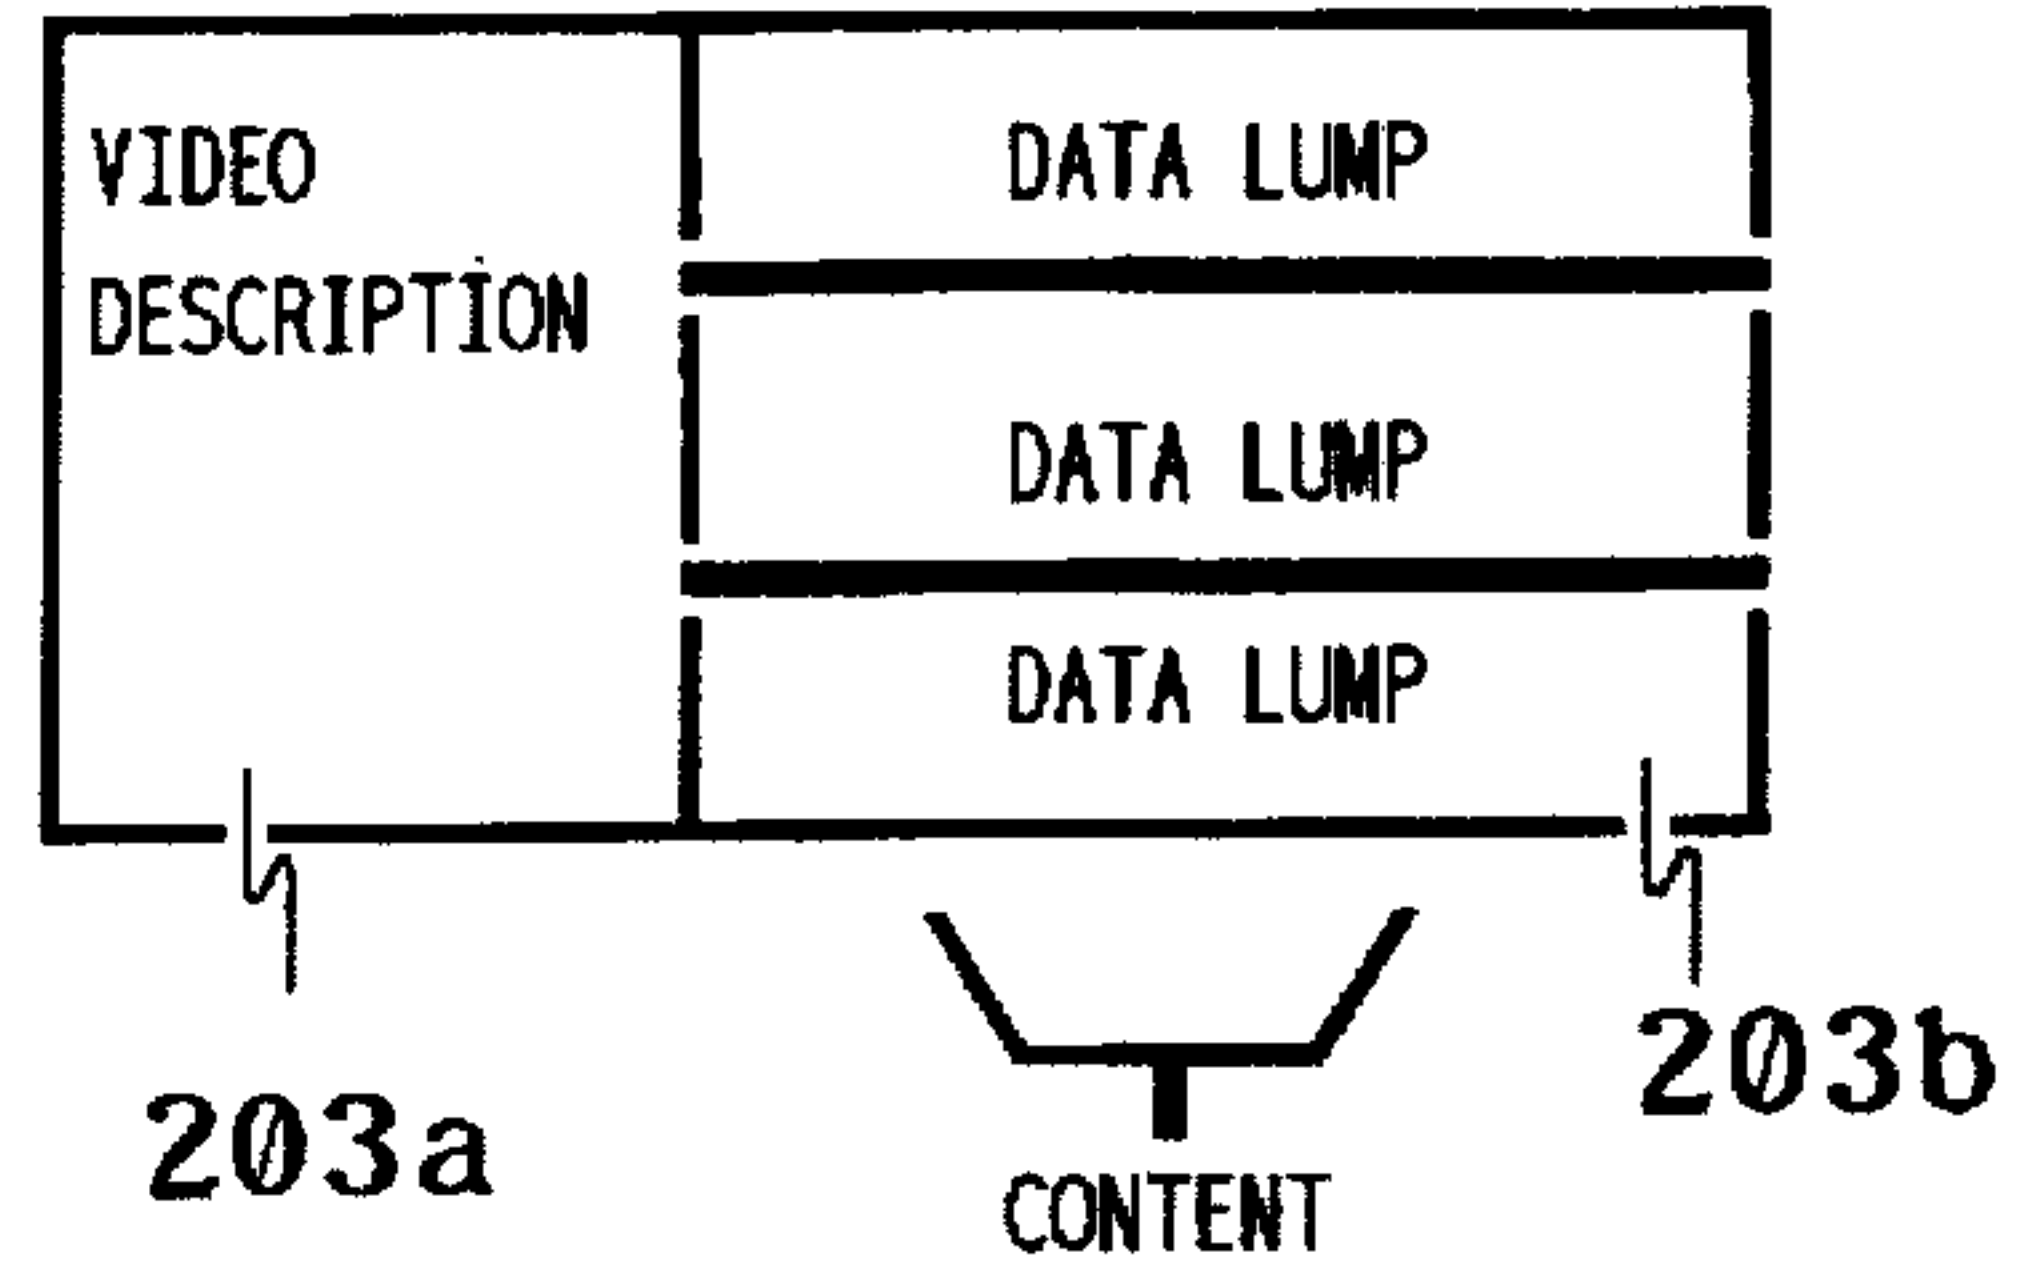 VIDEO
DESCRIPTION
DATA LUMP
DATA LUMP
DATA LUMP
203a
203b
CONTENT